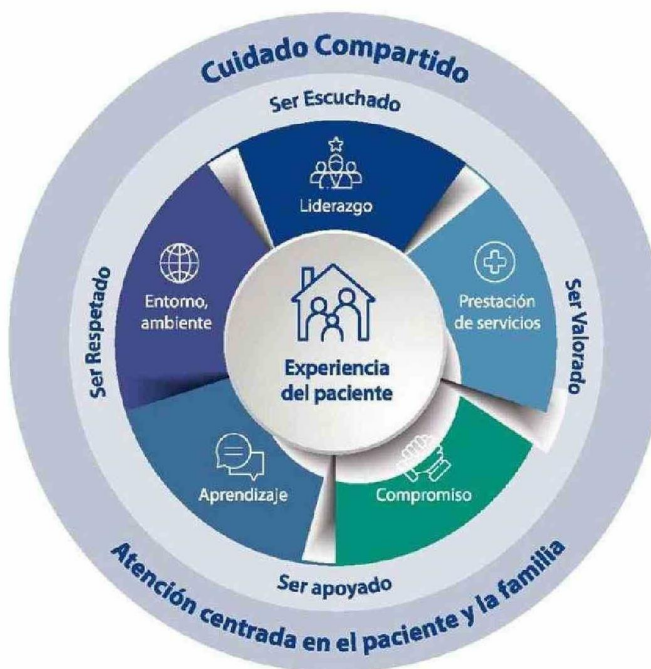 Cuidado Compartido
Ser Escuchado
Liderazgo
Ser Respetado
Entorno,
ambiente
Prestación
de servicios
Ser Valorado
Experiencia
del paciente
Aprendizaje
Compromiso
Ser apoyado
Atención centrada en el paciente y la familia